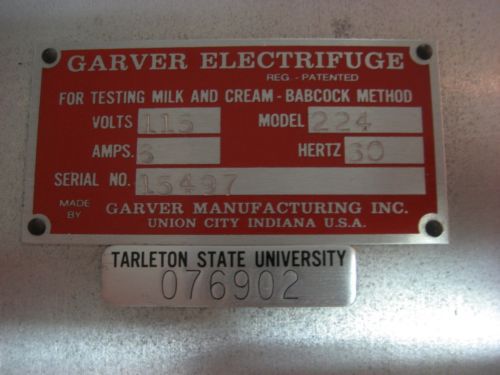 GARVER ELECTRIFUGE
REG. - PATENTED
FOR TESTING MILK AND CREAM - BABCOCK METHOD
VOLTS 115 MODEL 224
AMPS. 6 HERTZ 60
SERIAL NO. 15497
MADE BY GARVER MANUFACTURING INC.
UNION CITY INDIANA U.S.A.
TARLETON STATE UNIVERSITY
076902